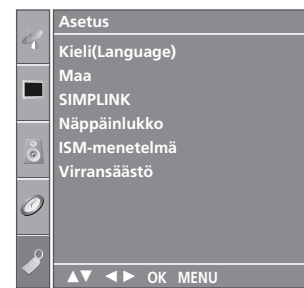 Asetus
Kieli(Language)
Maa
SIMPLINK
Näppäinlukko
ISM-menetelmä
Virransäästö
▲▼ ◄► OK MENU